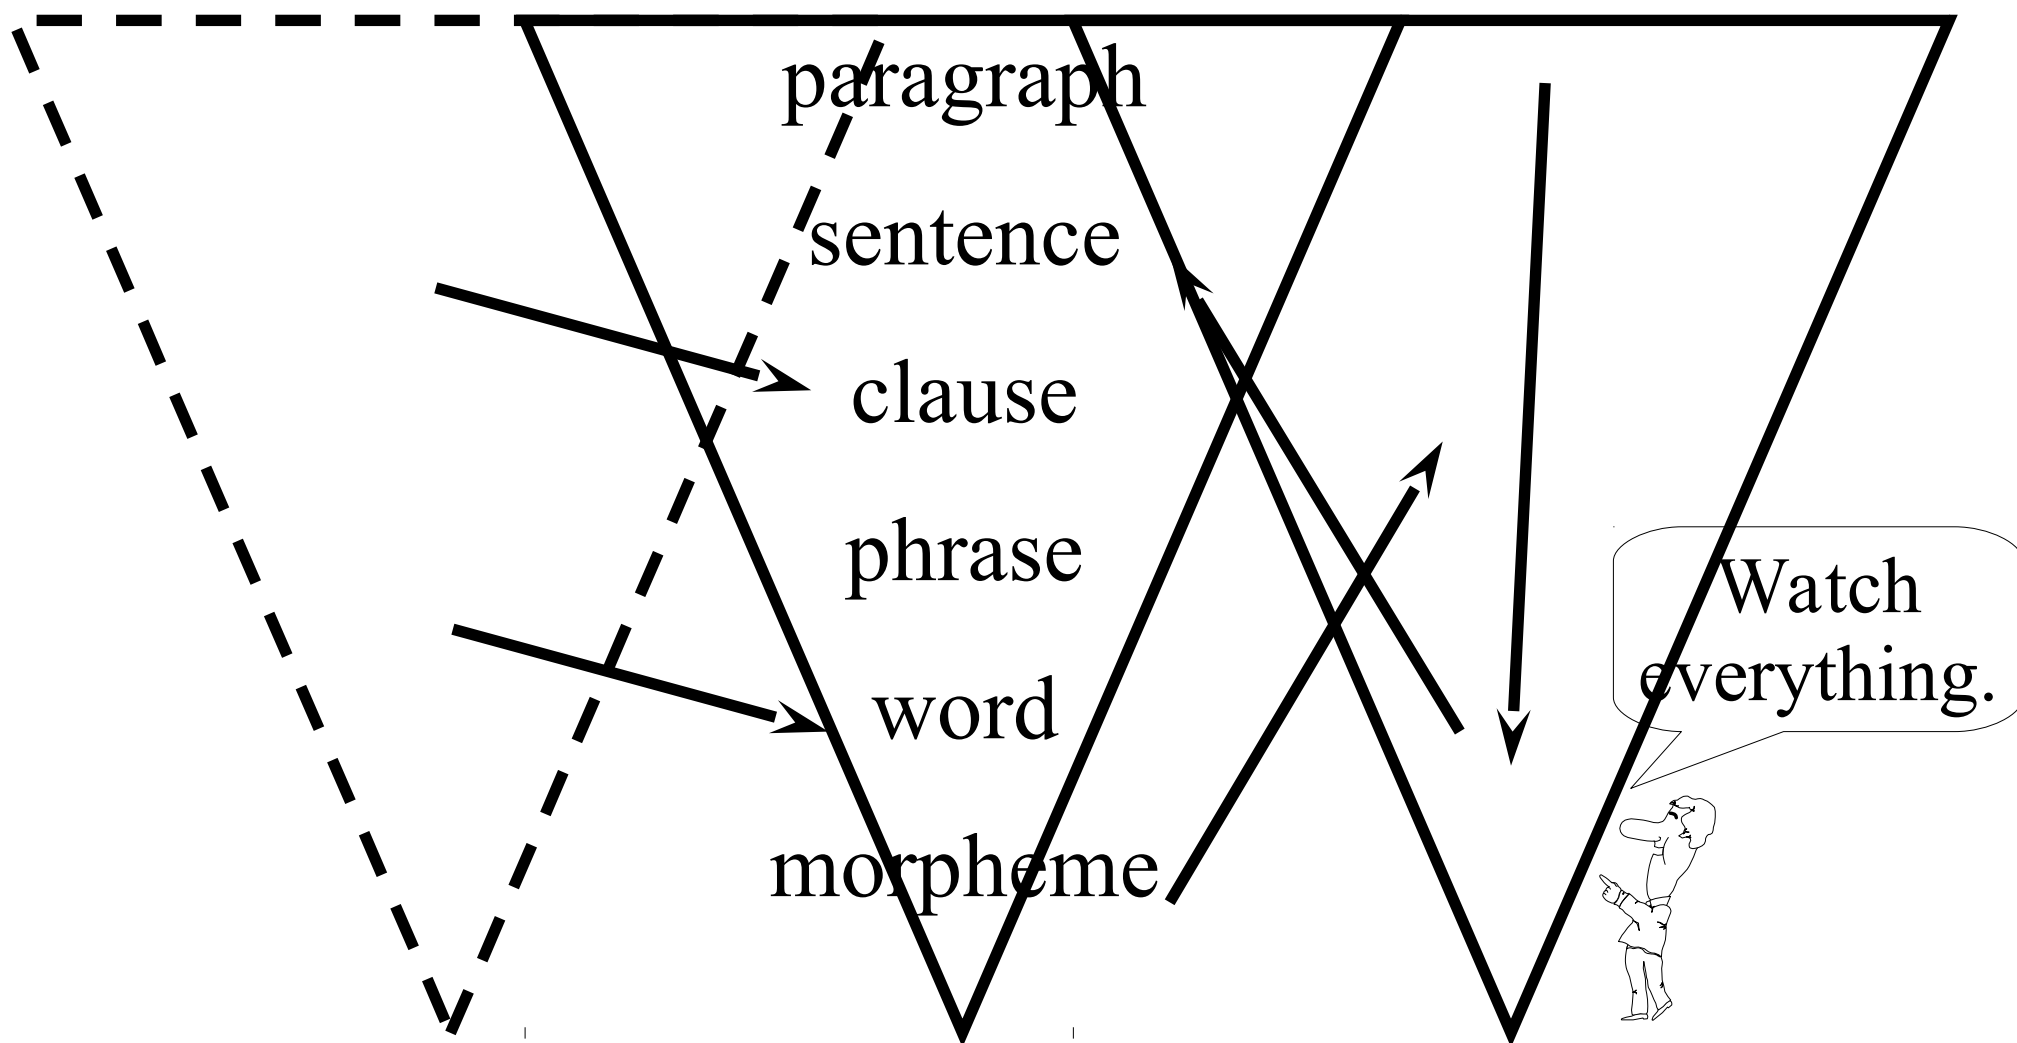 paragraph
sentence
clause
phrase
word
morpheme
Watch
everything.